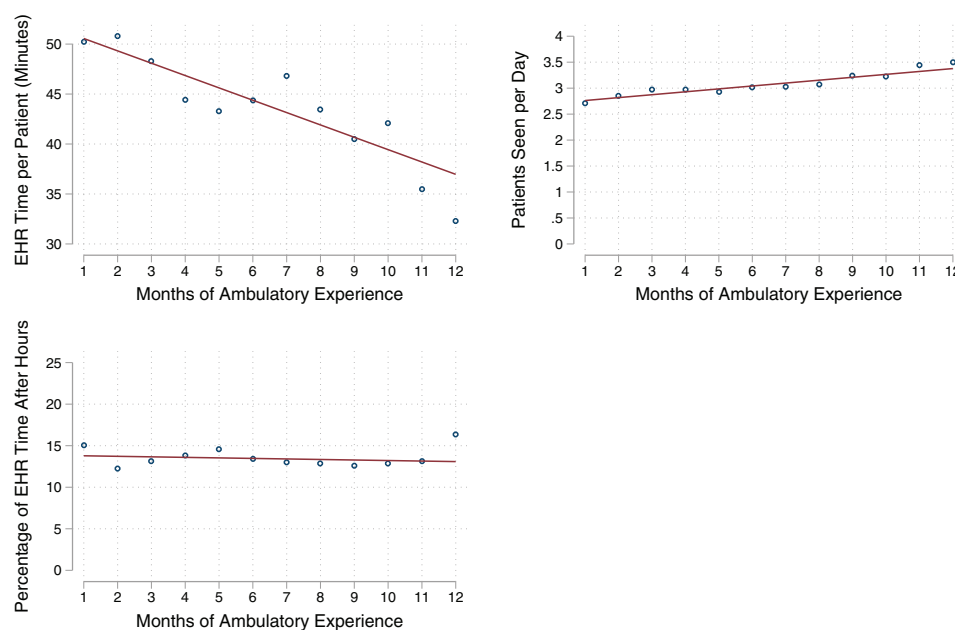 EHR Time per Patient (Minutes)
50
45
40
35
30
1 2 3 4 5 6 7 8 9 10 11 12
Months of Ambulatory Experience
Patients Seen per Day
4
3.5
3
2.5
2
1.5
1
.5
0
1 2 3 4 5 6 7 8 9 10 11 12
Months of Ambulatory Experience
Percentage of EHR Time After Hours
25
20
15
10
5
0
1 2 3 4 5 6 7 8 9 10 11 12
Months of Ambulatory Experience